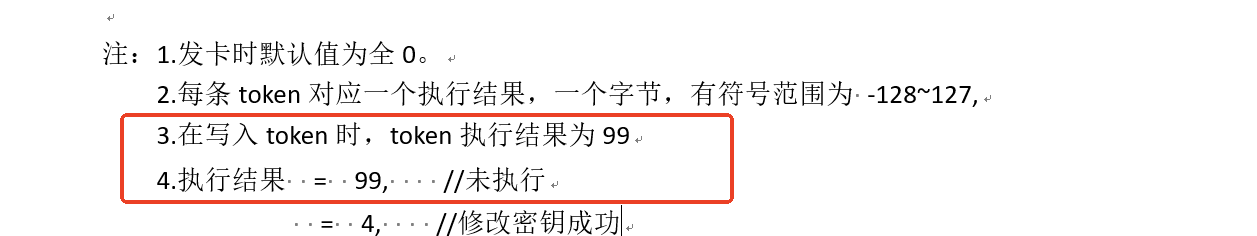 注：1.发卡时默认值为全 0。
2.每条 token 对应一个执行结果，一个字节，有符号范围为 -128~127,
3.在写入 token 时，token 执行结果为 99
4.执行结果 = 99, //未执行
= 4, //修改密钥成功